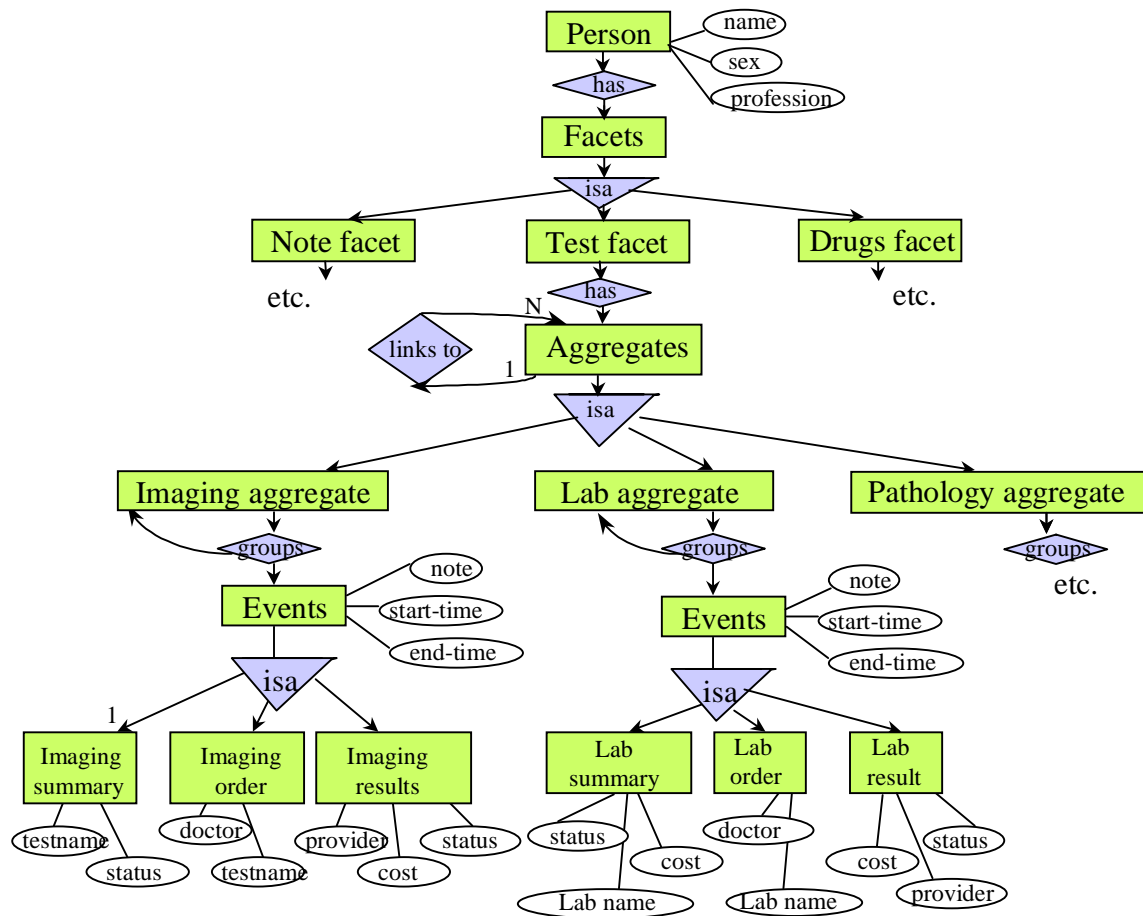 Person
name
sex
profession
has
Facets
isa
Note facet
Test facet
Drugs facet
etc.
has
etc.
N
links to
Aggregates
1
isa
Imaging aggregate
Lab aggregate
Pathology aggregate
groups
groups
groups
etc.
Events
note
start-time
end-time
Events
note
start-time
end-time
isa
isa
1
Imaging
summary
Imaging
order
Imaging
results
Lab
summary
Lab
order
Lab
result
testname
status
doctor
testname
provider
cost
status
status
Lab name
cost
doctor
Lab name
cost
provider
status